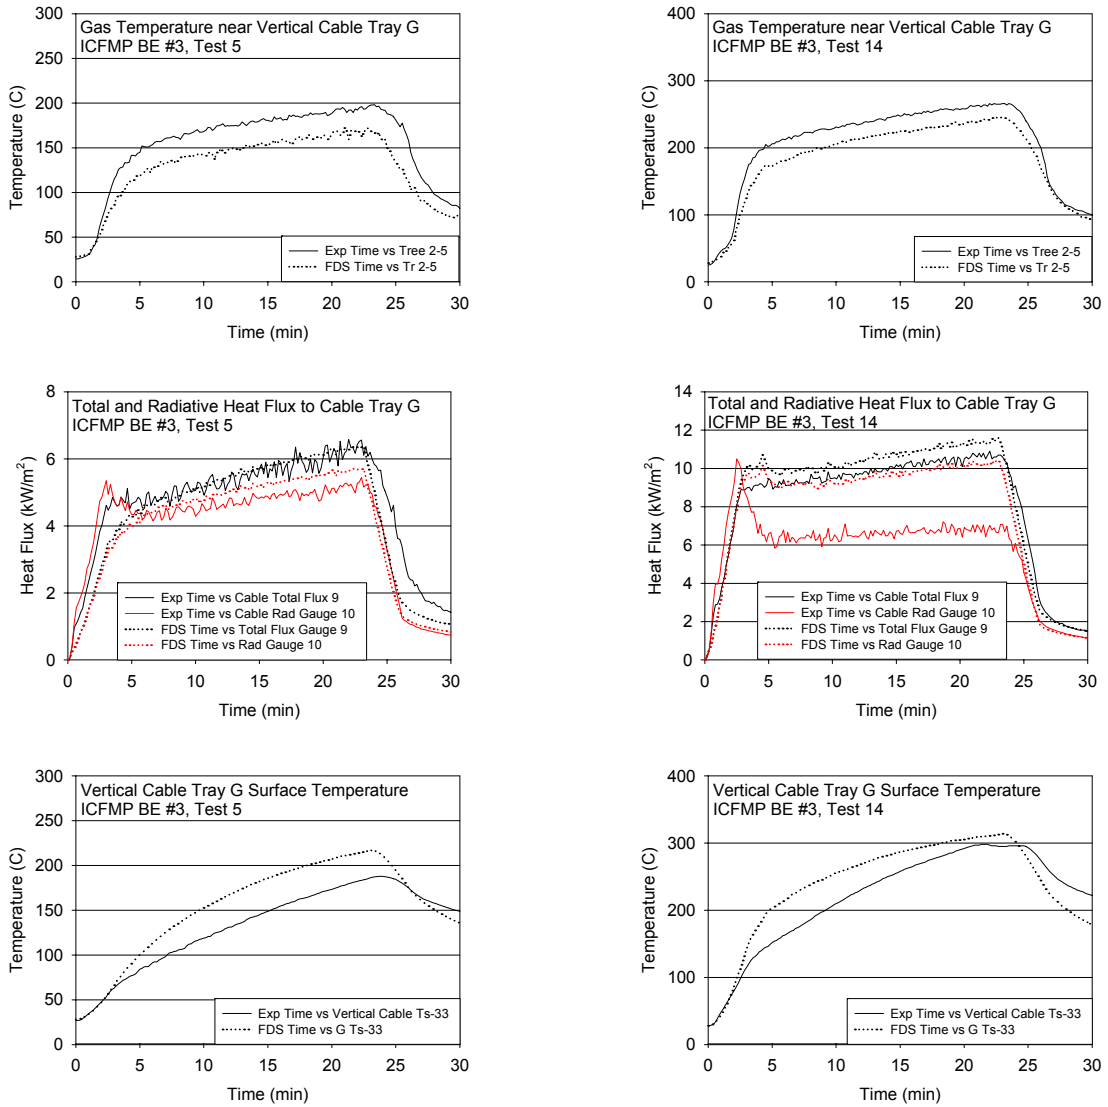 Gas Temperature near Vertical Cable Tray G
ICFMP BE #3, Test 5
Temperature (C)
300
250
200
150
100
50
0
Exp Time vs Tree 2-5
FDS Time vs Tr 2-5
0 5 10 15 20 25 30
Time (min)
Gas Temperature near Vertical Cable Tray G
ICFMP BE #3, Test 14
Temperature (C)
400
300
200
100
0
Exp Time vs Tree 2-5
FDS Time vs Tr 2-5
0 5 10 15 20 25 30
Time (min)
Total and Radiative Heat Flux to Cable Tray G
ICFMP BE #3, Test 5
Heat Flux (kW/m²)
8
6
4
2
0
Exp Time vs Cable Total Flux 9
Exp Time vs Cable Rad Gauge 10
FDS Time vs Total Flux Gauge 9
FDS Time vs Rad Gauge 10
0 5 10 15 20 25 30
Time (min)
Total and Radiative Heat Flux to Cable Tray G
ICFMP BE #3, Test 14
Heat Flux (kW/m²)
14
12
10
8
6
4
2
0
Exp Time vs Cable Total Flux 9
Exp Time vs Cable Rad Gauge 10
FDS Time vs Total Flux Gauge 9
FDS Time vs Rad Gauge 10
0 5 10 15 20 25 30
Time (min)
Vertical Cable Tray G Surface Temperature
ICFMP BE #3, Test 5
Temperature (C)
300
250
200
150
100
50
0
Exp Time vs Vertical Cable Ts-33
FDS Time vs G Ts-33
0 5 10 15 20 25 30
Time (min)
Vertical Cable Tray G Surface Temperature
ICFMP BE #3, Test 14
Temperature (C)
400
300
200
100
0
Exp Time vs Vertical Cable Ts-33
FDS Time vs G Ts-33
0 5 10 15 20 25 30
Time (min)